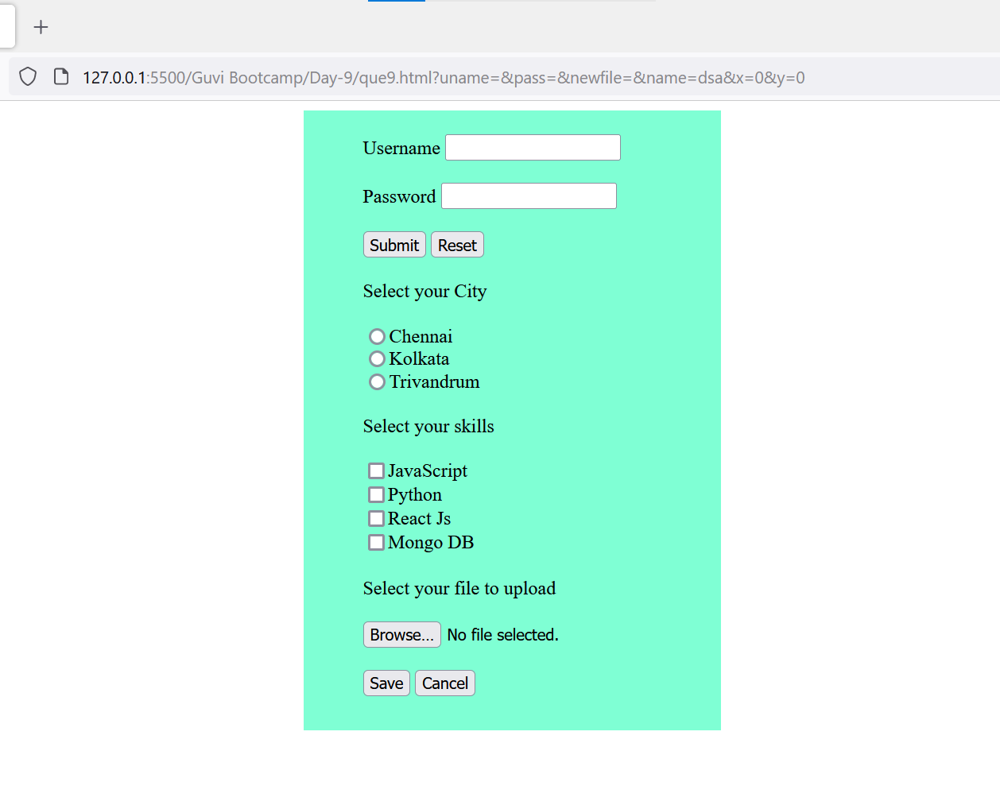 127.0.0.1:5500/Guvi Bootcamp/Day-9/que9.html?uname=&pass=&newfile=&name=dsa&x=0&y=0
Username
Password
Submit Reset
Select your City
Chennai
Kolkata
Trivandrum
Select your skills
JavaScript
Python
React Js
Mongo DB
Select your file to upload
Browse... No file selected.
Save Cancel